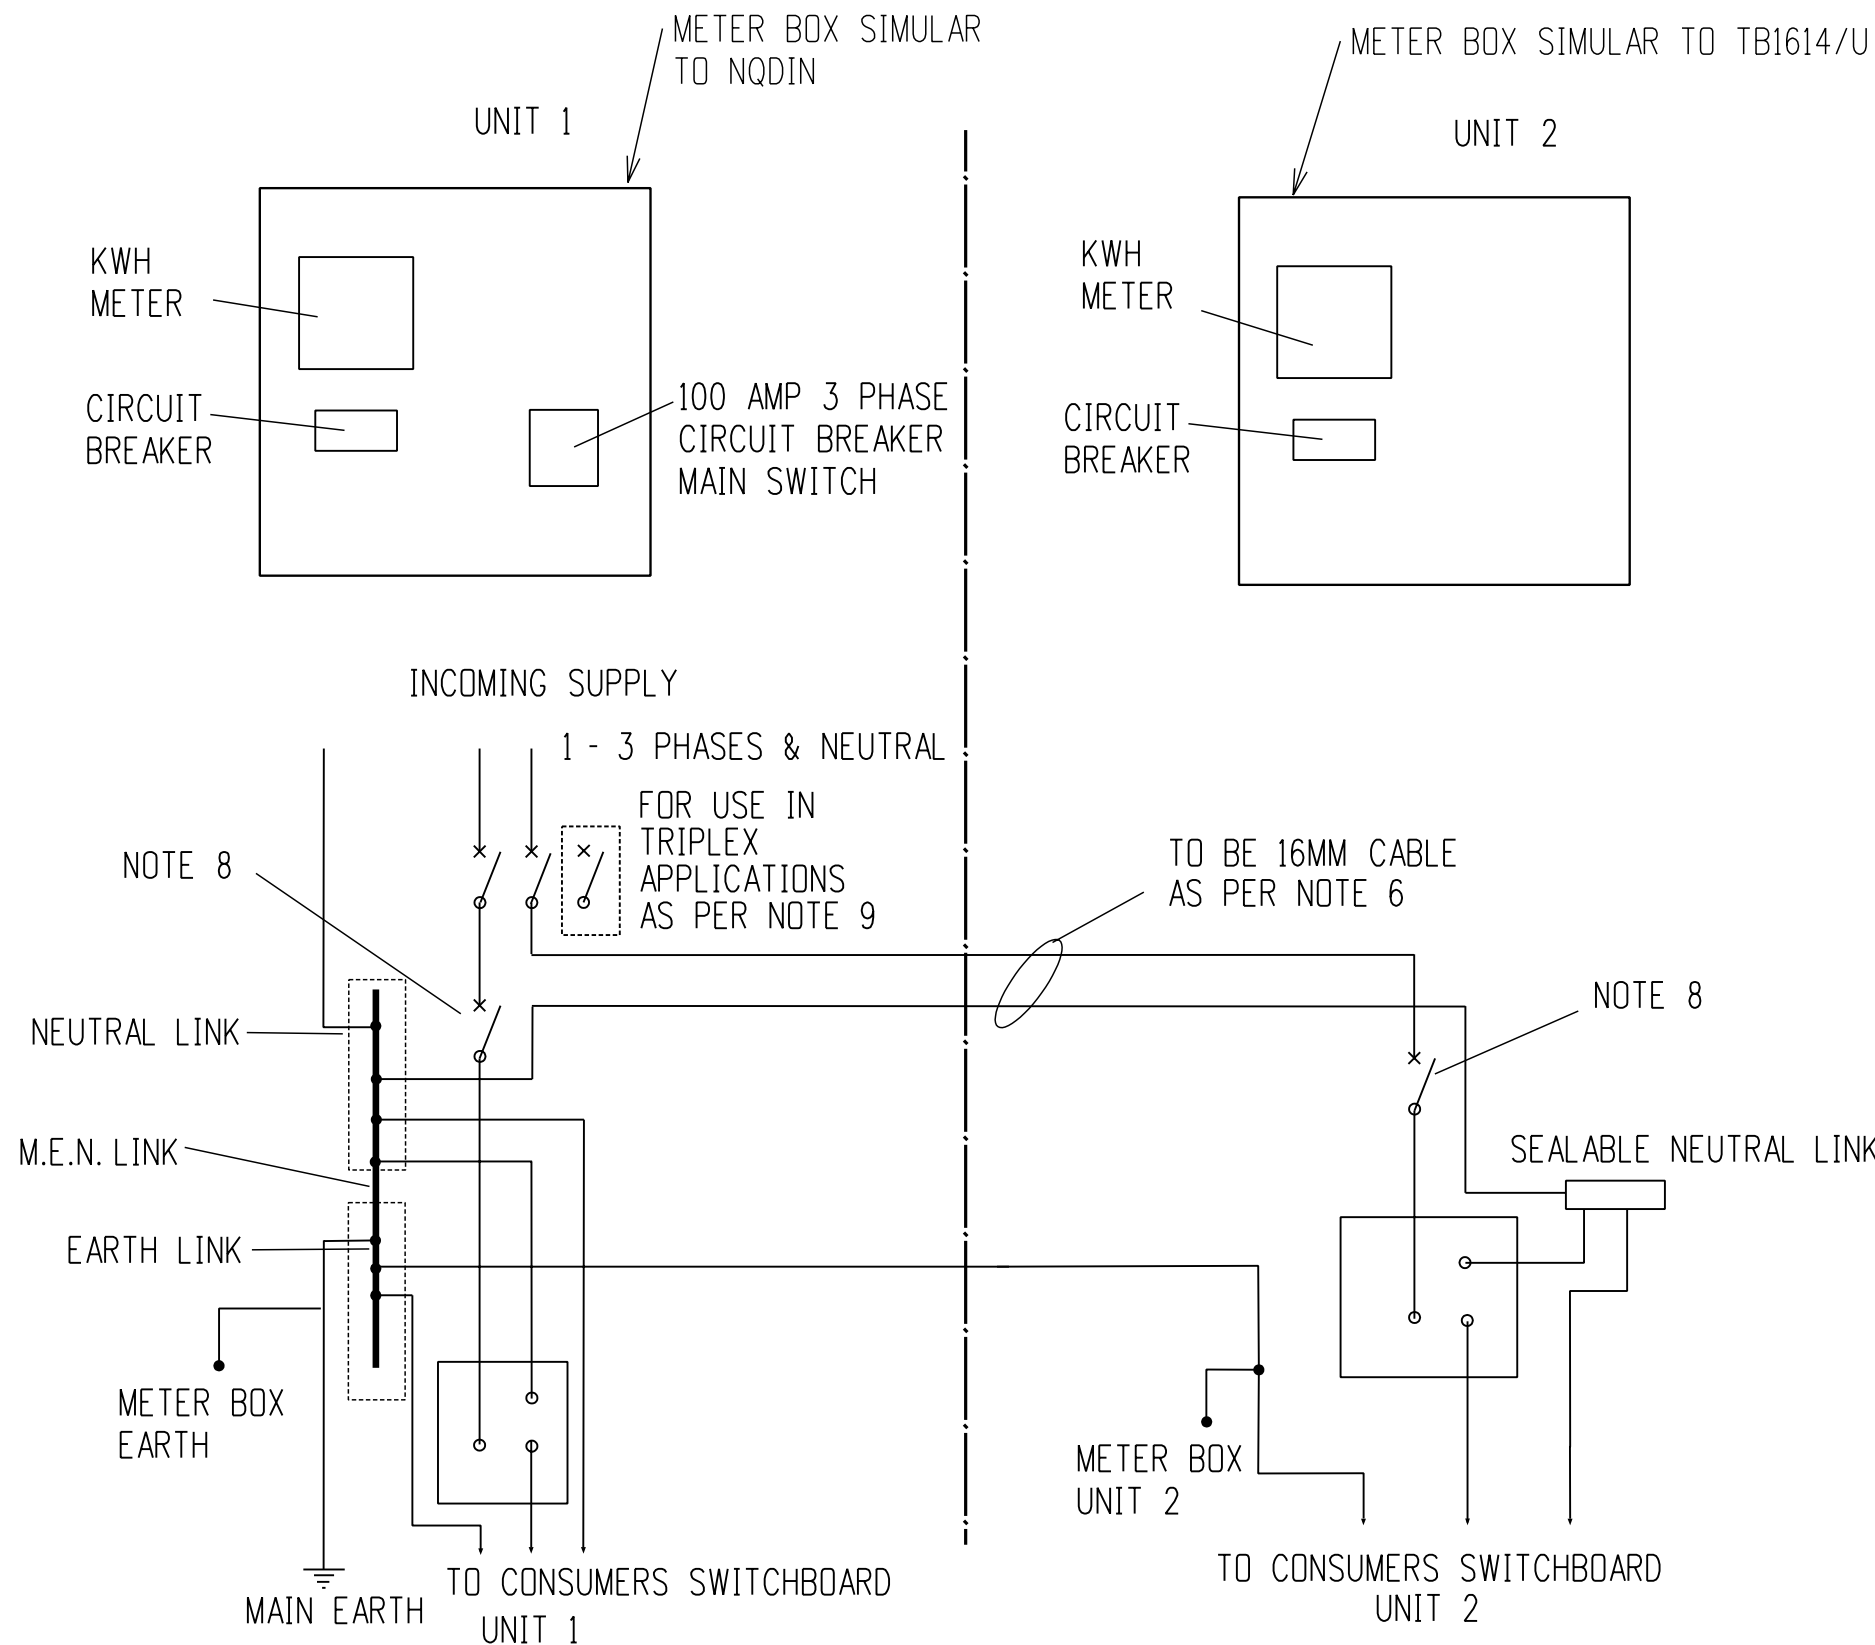 METER BOX SIMULAR
TO NQDIN
METER BOX SIMULAR TO TB1614/U
UNIT 1
UNIT 2
KWH
METER
KWH
METER
CIRCUIT
BREAKER
100 AMP 3 PHASE
CIRCUIT BREAKER
MAIN SWITCH
CIRCUIT
BREAKER
INCOMING SUPPLY
1 - 3 PHASES & NEUTRAL
FOR USE IN
TRIPLEX
APPLICATIONS
AS PER NOTE 9
NOTE 8
TO BE 16MM CABLE
AS PER NOTE 6
NOTE 8
NEUTRAL LINK
M.E.N. LINK
SEALABLE NEUTRAL LINK
EARTH LINK
METER BOX
EARTH
METER BOX
UNIT 2
MAIN EARTH
TO CONSUMERS SWITCHBOARD
UNIT 1
TO CONSUMERS SWITCHBOARD
UNIT 2